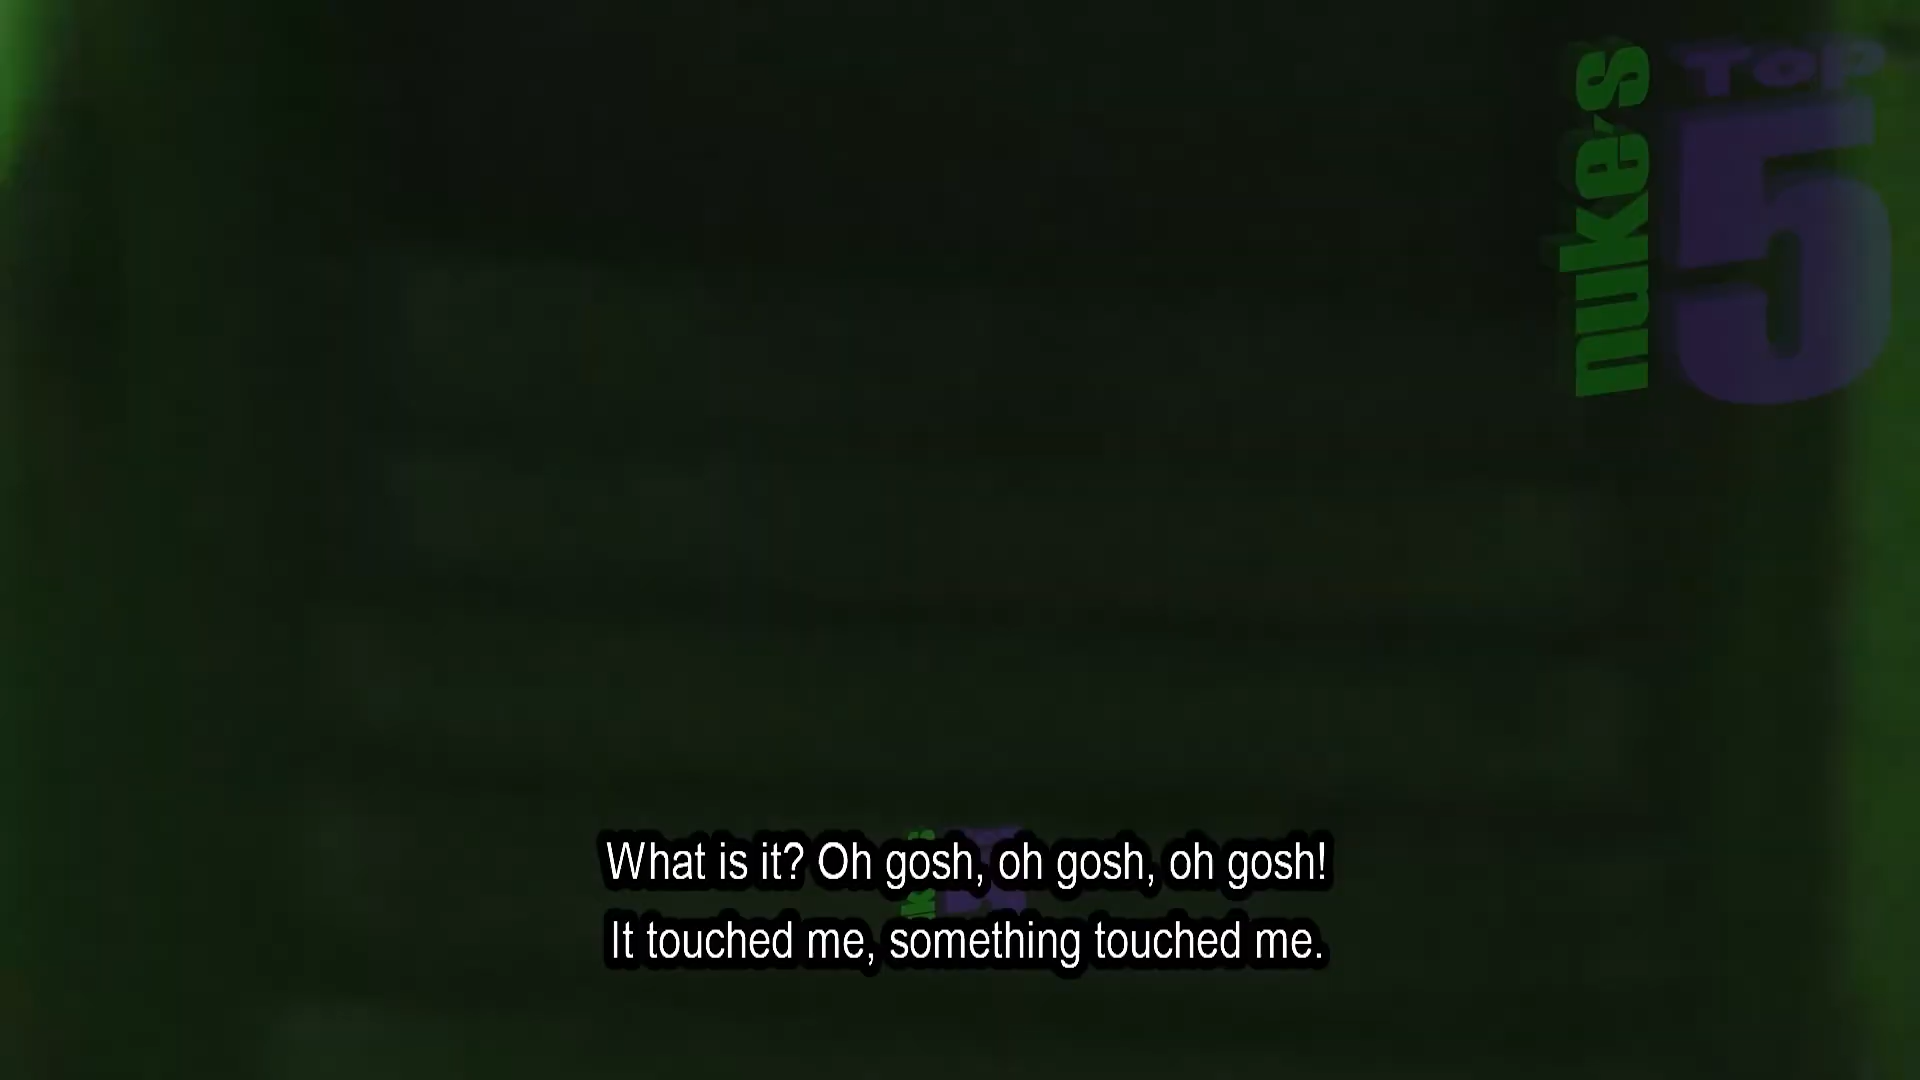 nuke's
Top
5
What is it? Oh gosh, oh gosh, oh gosh!
It touched me, something touched me.